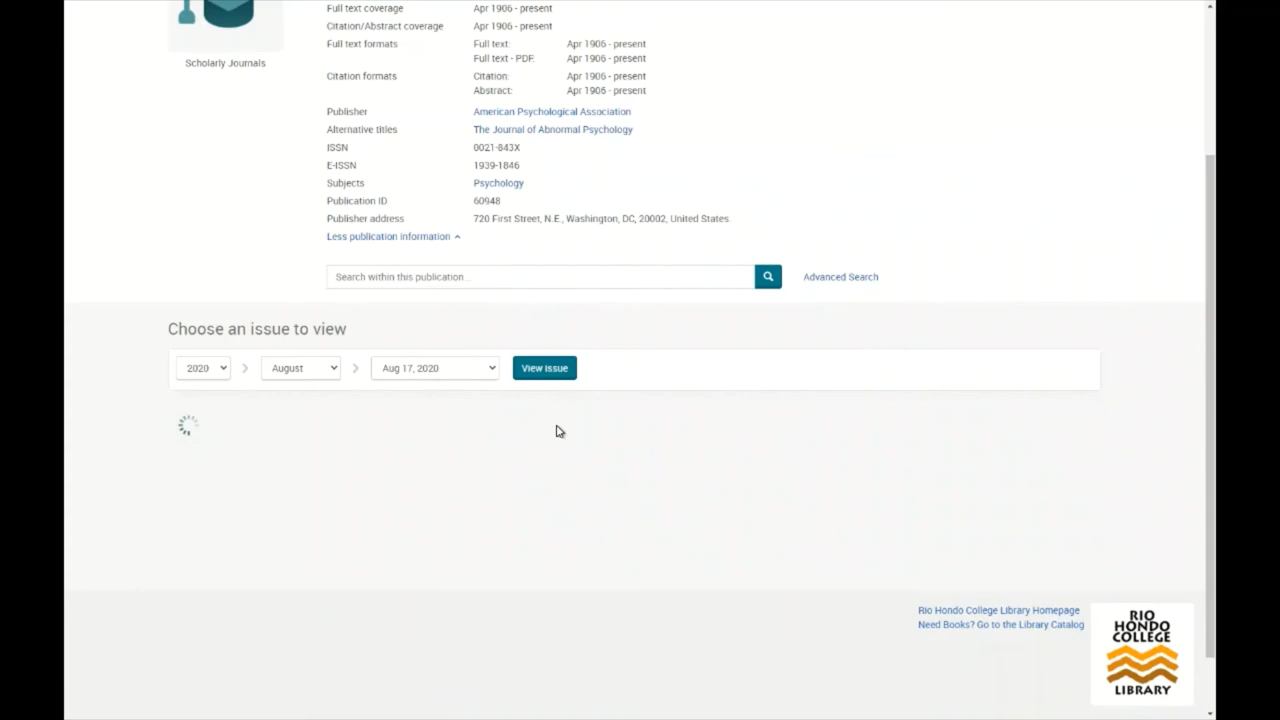 Full text coverage Apr 1906 - present
Citation/Abstract coverage Apr 1906 - present
Full text formats Full text: Apr 1906 - present
Full text - PDF: Apr 1906 - present
Scholarly Journals
Citation formats Citation: Apr 1906 - present
Abstract: Apr 1906 - present
Publisher American Psychological Association
Alternative titles The Journal of Abnormal Psychology
ISSN 0021-843X
E-ISSN 1939-1846
Subjects Psychology
Publication ID 60948
Publisher address 720 First Street, N.E., Washington, DC, 20002, United States
Less publication information
Search within this publication... Advanced Search
Choose an issue to view
2020 August Aug 17, 2020 View issue
Rio Hondo College Library Homepage
Need Books? Go to the Library Catalog
RIO
HONDO
COLLEGE
LIBRARY